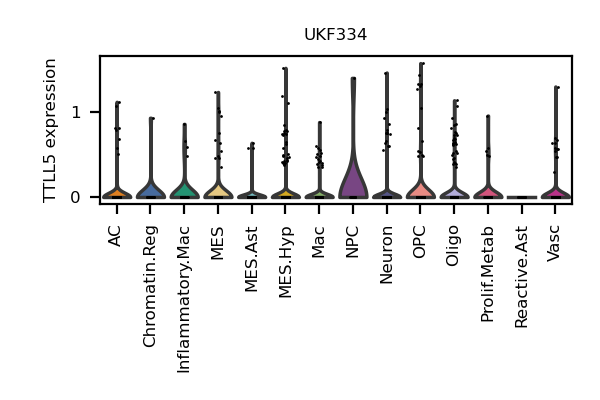 UKF334
TTLL5 expression
1
0
AC
Chromatin.Reg
Inflammatory.Mac
MES
MES.Ast
MES.Hyp
Mac
NPC
Neuron
OPC
Oligo
Prolif.Metab
Reactive.Ast
Vasc